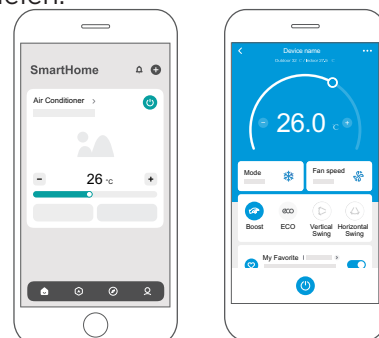 SmartHome
Air Conditioner >
26 °C
Device name
26.0 C
Mode
Fan speed
ECO
Boost
ECO
Vertical Swing
Horizontal Swing
My Favorite